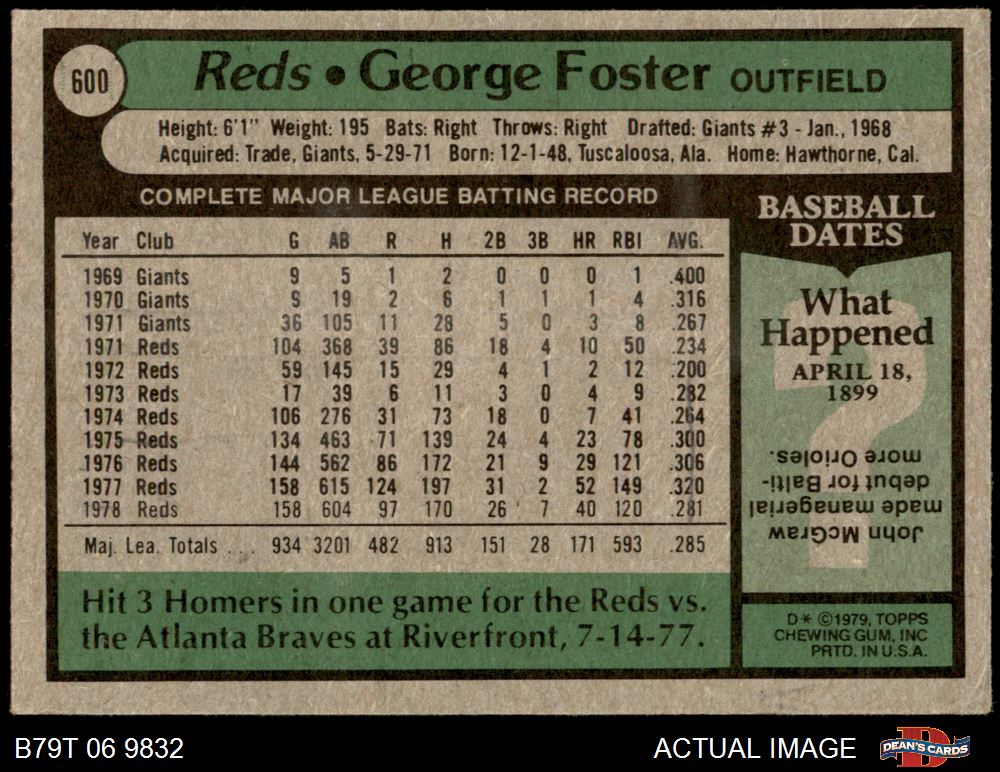 600
Reds • George Foster OUTFIELD
Height: 6'1" Weight: 195 Bats: Right Throws: Right Drafted: Giants #3 - Jan., 1968
Acquired: Trade, Giants, 5-29-71 Born: 12-1-48, Tuscaloosa, Ala. Home: Hawthorne, Cal.
COMPLETE MAJOR LEAGUE BATTING RECORD
Year Club G AB R H 2B 3B HR RBI AVG.
1969 Giants 9 5 1 2 0 0 0 1 .400
1970 Giants 9 19 2 6 1 1 1 4 .316
1971 Giants 36 105 11 28 5 0 3 8 .267
1971 Reds 104 368 39 86 18 4 10 50 .234
1972 Reds 59 145 15 29 4 1 2 12 .200
1973 Reds 17 39 6 11 3 0 4 9 .282
1974 Reds 106 276 31 73 18 0 7 41 .264
1975 Reds 134 463 71 139 24 4 23 78 .300
1976 Reds 144 562 86 172 21 9 29 121 .306
1977 Reds 158 615 124 197 31 2 52 149 .320
1978 Reds 158 604 97 170 26 7 40 120 .281
Maj. Lea. Totals .... 934 3201 482 913 151 28 171 593 .285
Hit 3 Homers in one game for the Reds vs.
the Atlanta Braves at Riverfront, 7-14-77.
BASEBALL
DATES
What
Happened
APRIL 18,
1899
John McGraw
made managerial
debut for Balti-
more Orioles.
D* ©1979, TOPPS
CHEWING GUM, INC
PRTD. IN U.S.A.
B79T 06 9832
ACTUAL IMAGE
D
DEAN'S CARDS